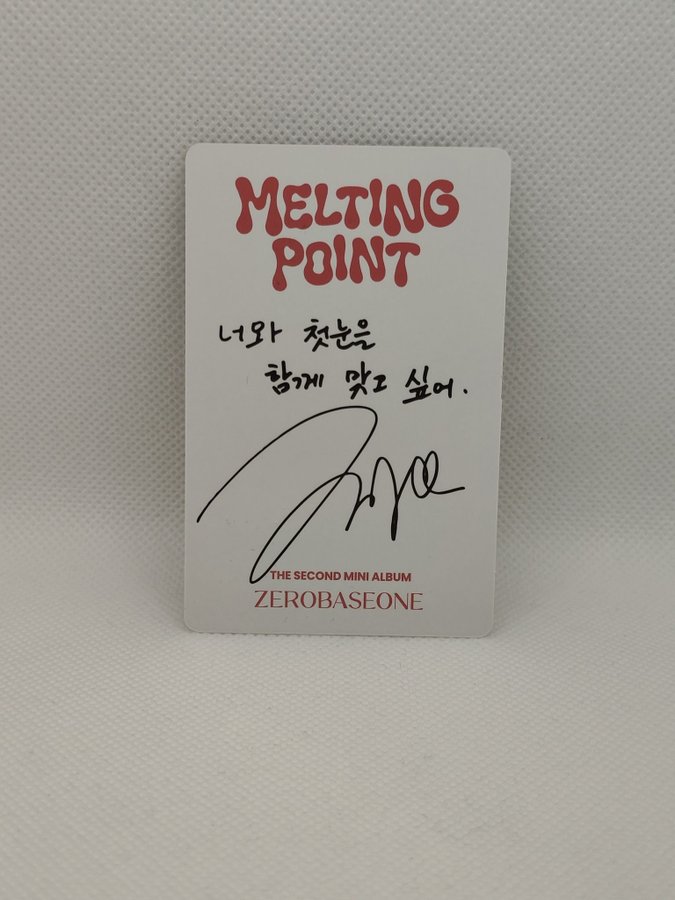 MELTING
POINT
너와 첫눈을
함께 맞고 싶어.
THE SECOND MINI ALBUM
ZEROBASEONE